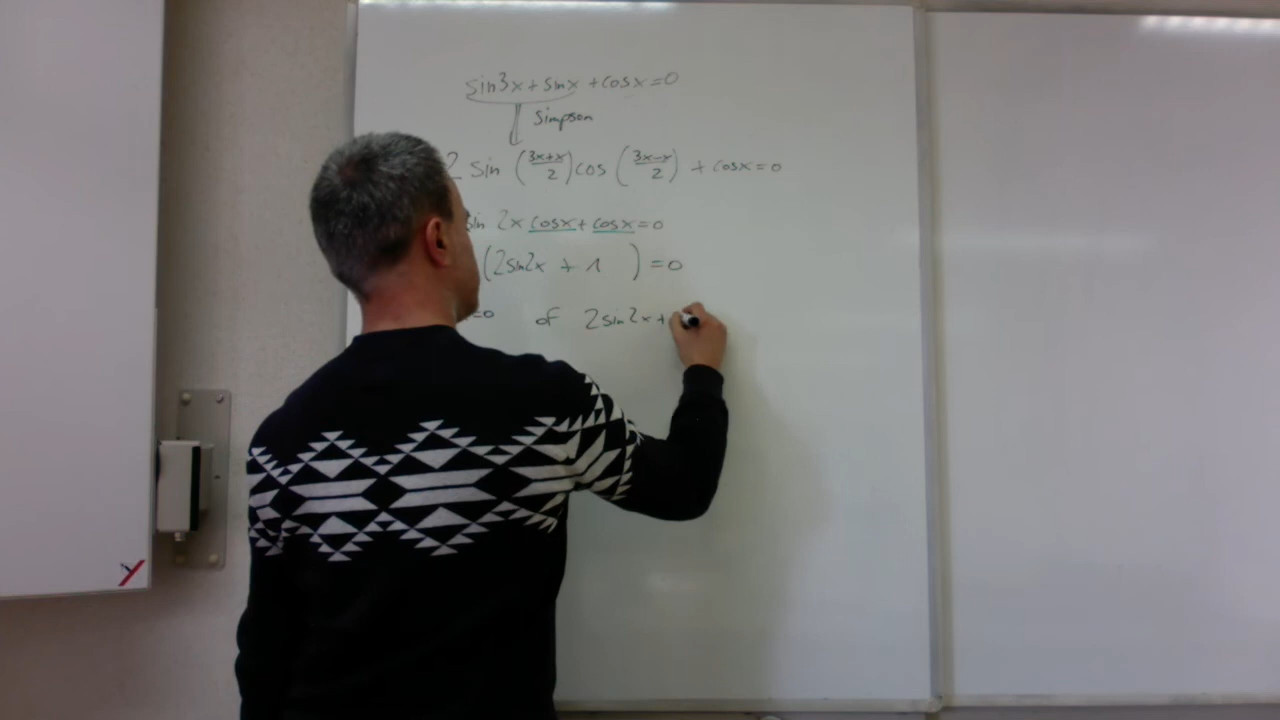 sin3x + sinx + cosx = 0
Simpson
2 sin (3x+x/2) cos (3x-x/2) + cosx = 0
sin 2x cosx + cosx = 0
(2sin2x + 1 ) = 0
=0 of 2sin2x +